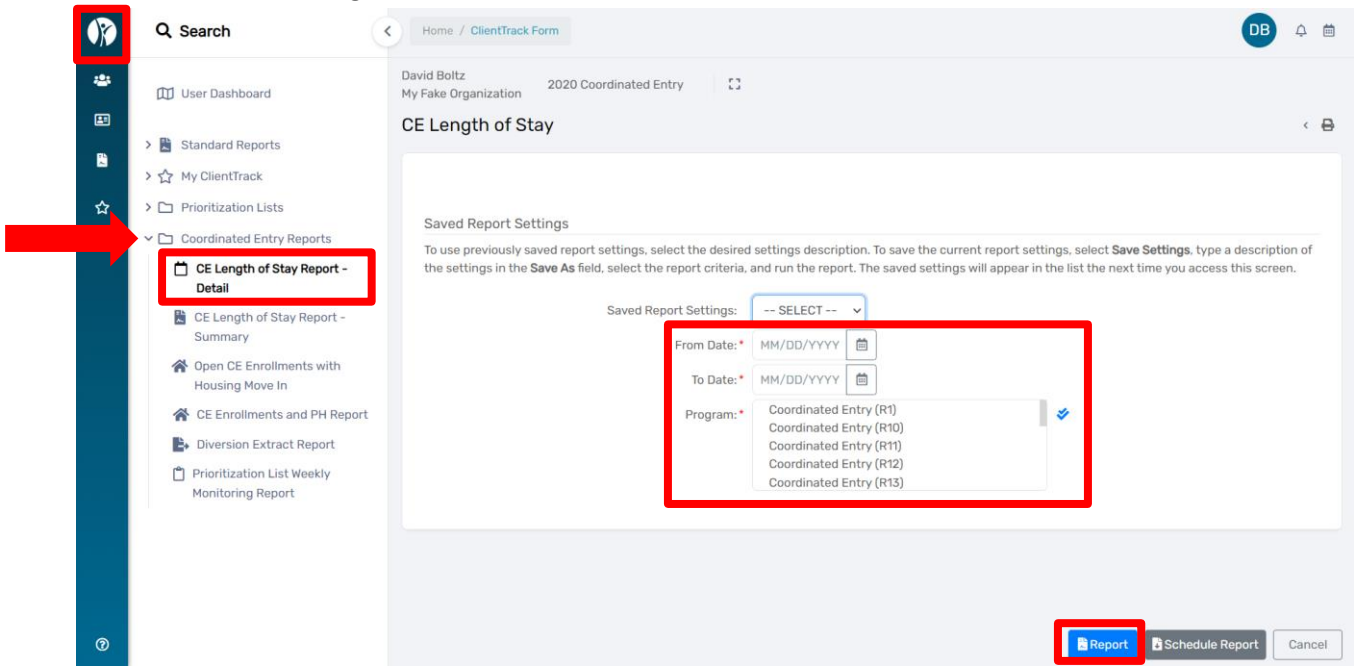 Search
Home / ClientTrack Form
DB
User Dashboard
Standard Reports
My ClientTrack
Prioritization Lists
Coordinated Entry Reports
CE Length of Stay Report -
Detail
CE Length of Stay Report -
Summary
Open CE Enrollments with
Housing Move In
CE Enrollments and PH Report
Diversion Extract Report
Prioritization List Weekly
Monitoring Report
David Boltz
My Fake Organization
2020 Coordinated Entry
CE Length of Stay
Saved Report Settings
To use previously saved report settings, select the desired settings description. To save the current report settings, select Save Settings, type a description of
the settings in the Save As field, select the report criteria, and run the report. The saved settings will appear in the list the next time you access this screen.
Saved Report Settings: -- SELECT --
From Date:* MM/DD/YYYY
To Date:* MM/DD/YYYY
Program:* Coordinated Entry (R1)
Coordinated Entry (R10)
Coordinated Entry (R11)
Coordinated Entry (R12)
Coordinated Entry (R13)
Report Schedule Report Cancel